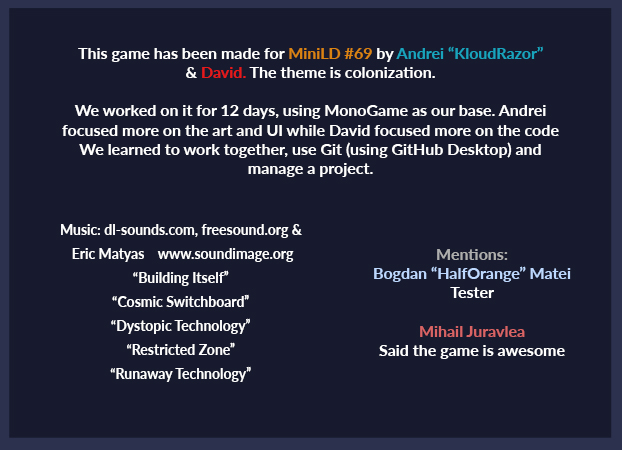 This game has been made for MiniLD #69 by Andrei “KloudRazor”
& David. The theme is colonization.
We worked on it for 12 days, using MonoGame as our base. Andrei
focused more on the art and UI while David focused more on the code
We learned to work together, use Git (using GitHub Desktop) and
manage a project.
Music: dl-sounds.com, freesound.org &
Eric Matyas www.soundimage.org
“Building Itself”
“Cosmic Switchboard”
“Dystopic Technology”
“Restricted Zone”
“Runaway Technology”
Mentions:
Bogdan “HalfOrange” Matei
Tester
Mihail Juravlea
Said the game is awesome